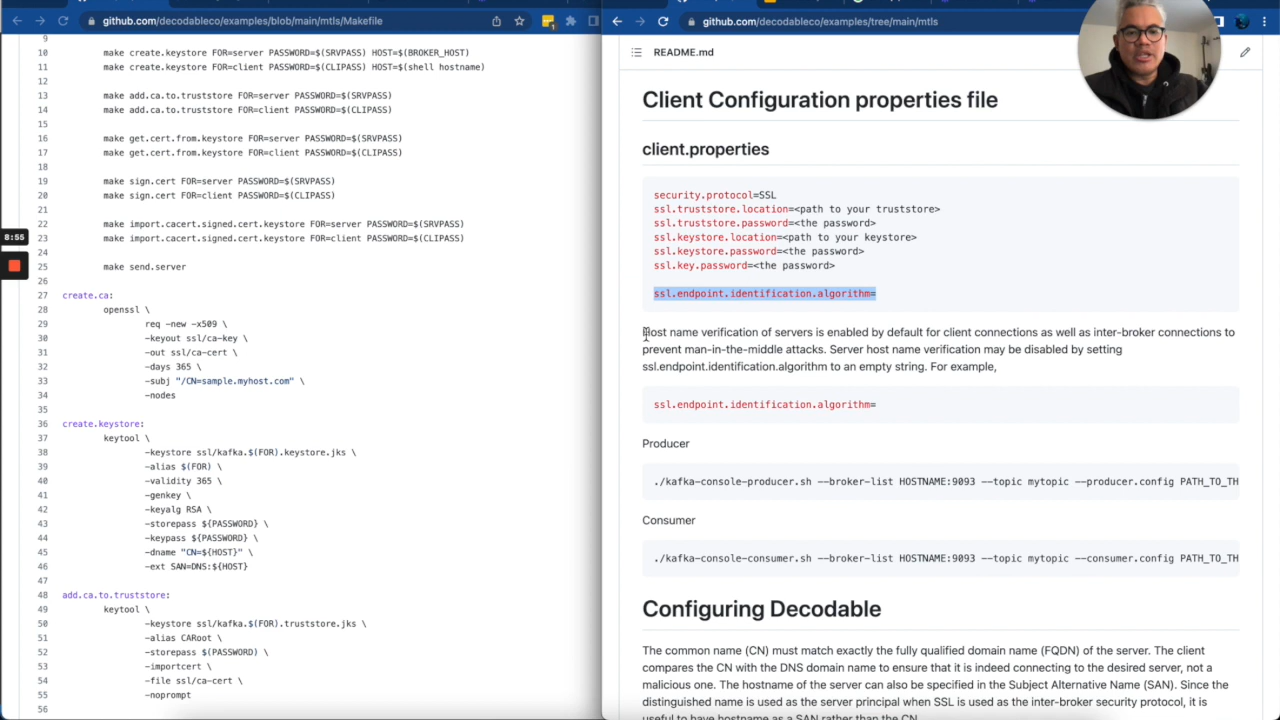 github.com/decodableco/examples/blob/main/mtls/Makefile
9
10 make create.keystore FOR=server PASSWORD=$(SRVPASS) HOST=$(BROKER_HOST)
11 make create.keystore FOR=client PASSWORD=$(CLIPASS) HOST=$(shell hostname)
12
13 make add.ca.to.truststore FOR=server PASSWORD=$(SRVPASS)
14 make add.ca.to.truststore FOR=client PASSWORD=$(CLIPASS)
15
16 make get.cert.from.keystore FOR=server PASSWORD=$(SRVPASS)
17 make get.cert.from.keystore FOR=client PASSWORD=$(CLIPASS)
18
19 make sign.cert FOR=server PASSWORD=$(SRVPASS)
20 make sign.cert FOR=client PASSWORD=$(CLIPASS)
21
22 make import.cacert.signed.cert.keystore FOR=server PASSWORD=$(SRVPASS)
8:55
23 make import.cacert.signed.cert.keystore FOR=client PASSWORD=$(CLIPASS)
24
25 make send.server
26
27 create.ca:
28 openssl \
29 req -new -x509 \
30 -keyout ssl/ca-key \
31 -out ssl/ca-cert \
32 -days 365 \
33 -subj "/CN=sample.myhost.com" \
34 -nodes
35
36 create.keystore:
37 keytool \
38 -keystore ssl/kafka.$(FOR).keystore.jks \
39 -alias $(FOR) \
40 -validity 365 \
41 -genkey \
42 -keyalg RSA \
43 -storepass ${PASSWORD} \
44 -keypass ${PASSWORD} \
45 -dname "CN=${HOST}" \
46 -ext SAN=DNS:${HOST}
47
48 add.ca.to.truststore:
49 keytool \
50 -keystore ssl/kafka.$(FOR).truststore.jks \
51 -alias CARoot \
52 -storepass $(PASSWORD) \
53 -importcert \
54 -file ssl/ca-cert \
55 -noprompt
56
github.com/decodableco/examples/tree/main/mtls
README.md
Client Configuration properties file
client.properties
security.protocol=SSL
ssl.truststore.location=<path to your truststore>
ssl.truststore.password=<the password>
ssl.keystore.location=<path to your keystore>
ssl.keystore.password=<the password>
ssl.key.password=<the password>
ssl.endpoint.identification.algorithm=
Host name verification of servers is enabled by default for client connections as well as inter-broker connections to
prevent man-in-the-middle attacks. Server host name verification may be disabled by setting
ssl.endpoint.identification.algorithm to an empty string. For example,
ssl.endpoint.identification.algorithm=
Producer
./kafka-console-producer.sh --broker-list HOSTNAME:9093 --topic mytopic --producer.config PATH_TO_TH
Consumer
./kafka-console-consumer.sh --broker-list HOSTNAME:9093 --topic mytopic --consumer.config PATH_TO_TH
Configuring Decodable
The common name (CN) must match exactly the fully qualified domain name (FQDN) of the server. The client
compares the CN with the DNS domain name to ensure that it is indeed connecting to the desired server, not a
malicious one. The hostname of the server can also be specified in the Subject Alternative Name (SAN). Since the
distinguished name is used as the server principal when SSL is used as the inter-broker security protocol, it is
useful to have hostname as a SAN rather than the CN.